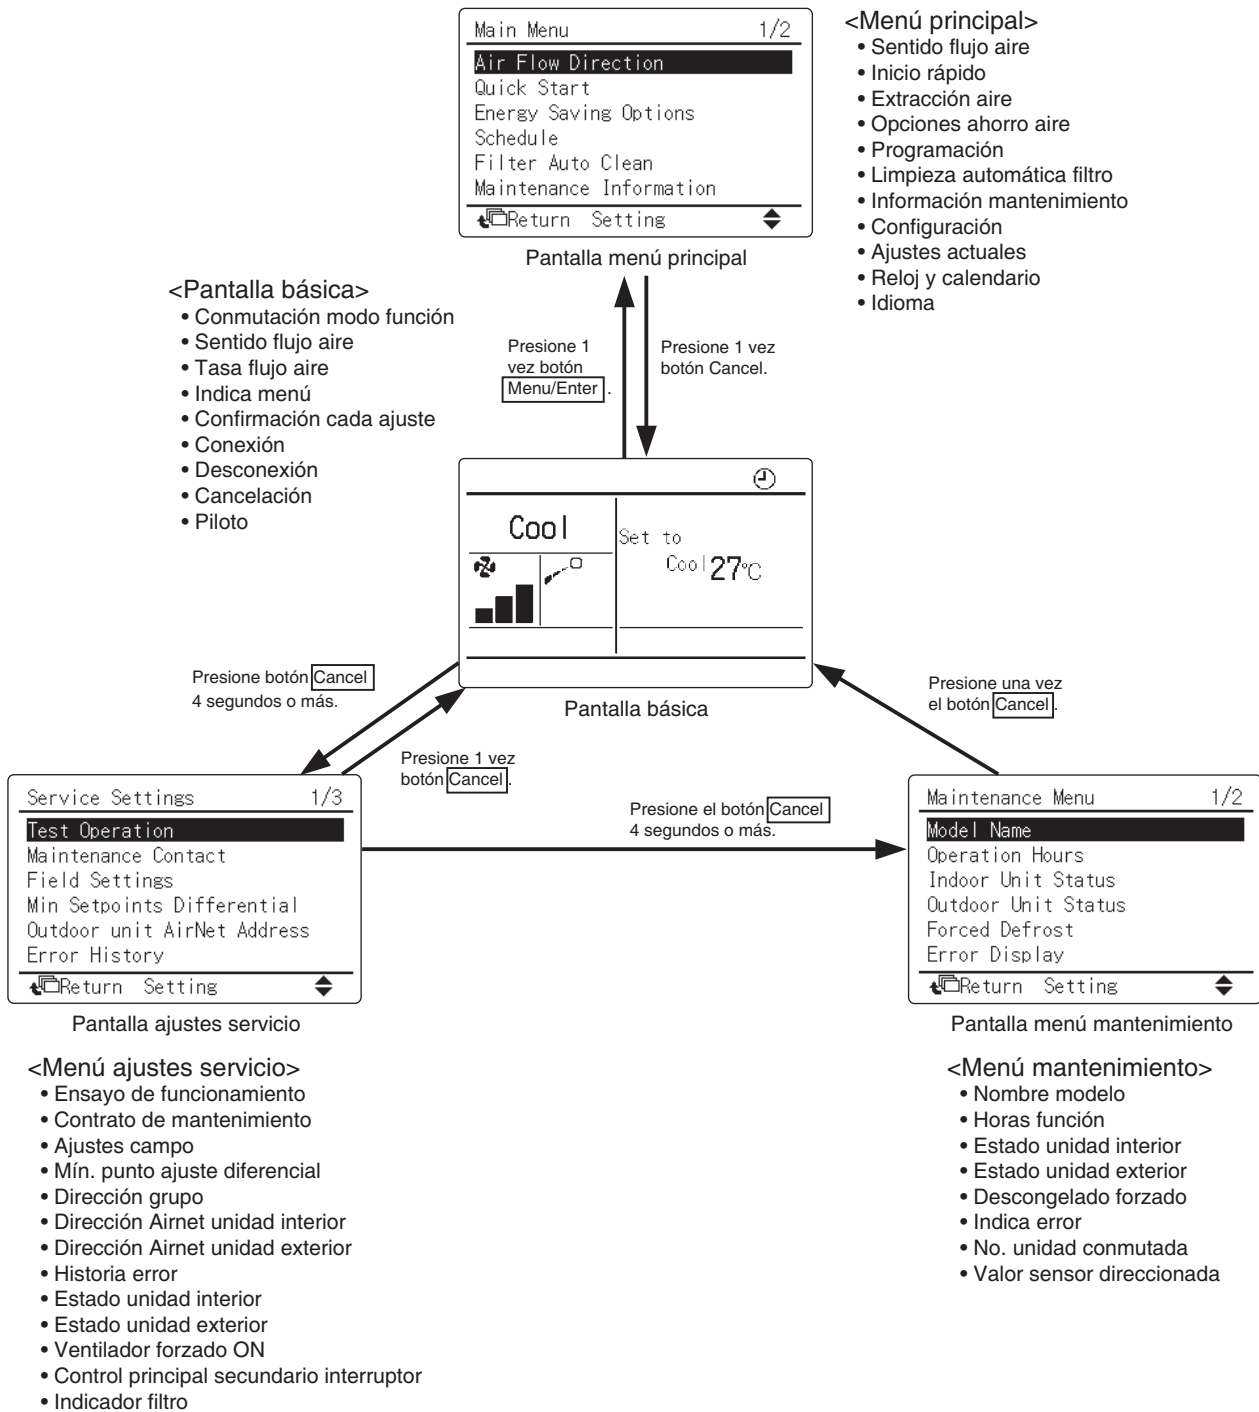 Main Menu 1/2
Air Flow Direction
Quick Start
Energy Saving Options
Schedule
Filter Auto Clean
Maintenance Information
Return Setting
Pantalla menú principal
<Menú principal>
• Sentido flujo aire
• Inicio rápido
• Extracción aire
• Opciones ahorro aire
• Programación
• Limpieza automática filtro
• Información mantenimiento
• Configuración
• Ajustes actuales
• Reloj y calendario
• Idioma
<Pantalla básica>
• Conmutación modo función
• Sentido flujo aire
• Tasa flujo aire
• Indica menú
• Confirmación cada ajuste
• Conexión
• Desconexión
• Cancelación
• Piloto
Presione 1
vez botón
Menu/Enter.
Presione 1 vez
botón Cancel.
Cool
Set to
Cool 27°C
Pantalla básica
Presione botón Cancel
4 segundos o más.
Presione 1 vez
botón Cancel.
Presione una vez
el botón Cancel.
Presione el botón Cancel
4 segundos o más.
Service Settings 1/3
Test Operation
Maintenance Contact
Field Settings
Min Setpoints Differential
Outdoor unit AirNet Address
Error History
Return Setting
Pantalla ajustes servicio
<Menú ajustes servicio>
• Ensayo de funcionamiento
• Contrato de mantenimiento
• Ajustes campo
• Mín. punto ajuste diferencial
• Dirección grupo
• Dirección Airnet unidad interior
• Dirección Airnet unidad exterior
• Historia error
• Estado unidad interior
• Estado unidad exterior
• Ventilador forzado ON
• Control principal secundario interruptor
• Indicador filtro
Maintenance Menu 1/2
Model Name
Operation Hours
Indoor Unit Status
Outdoor Unit Status
Forced Defrost
Error Display
Return Setting
Pantalla menú mantenimiento
<Menú mantenimiento>
• Nombre modelo
• Horas función
• Estado unidad interior
• Estado unidad exterior
• Descongelado forzado
• Indica error
• No. unidad conmutada
• Valor sensor direccionada